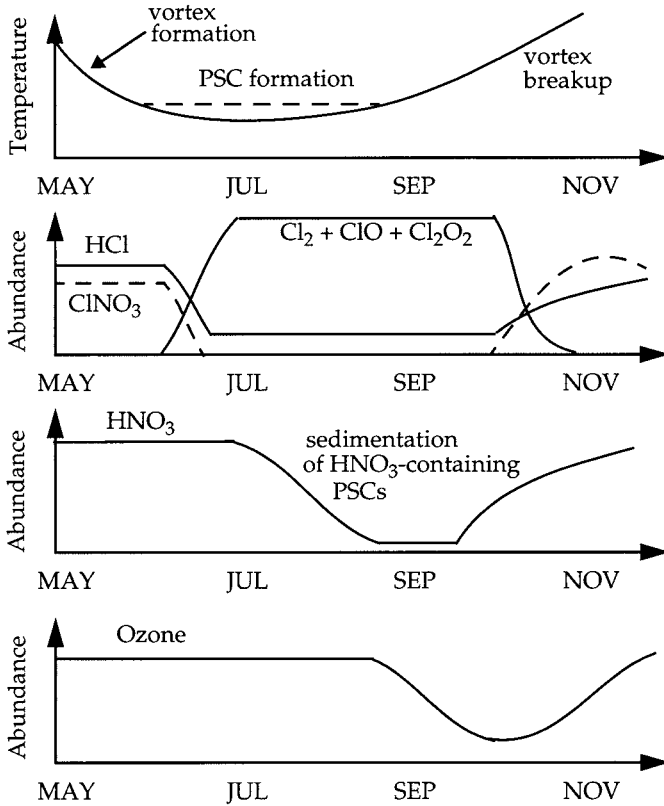 vortex
formation
PSC formation
vortex
breakup
Temperature
MAY
JUL
SEP
NOV
HCl
Cl₂ + ClO + Cl₂O₂
ClNO₃
Abundance
MAY
JUL
SEP
NOV
HNO₃
sedimentation
of HNO₃-containing
PSCs
Abundance
MAY
JUL
SEP
NOV
Ozone
Abundance
MAY
JUL
SEP
NOV